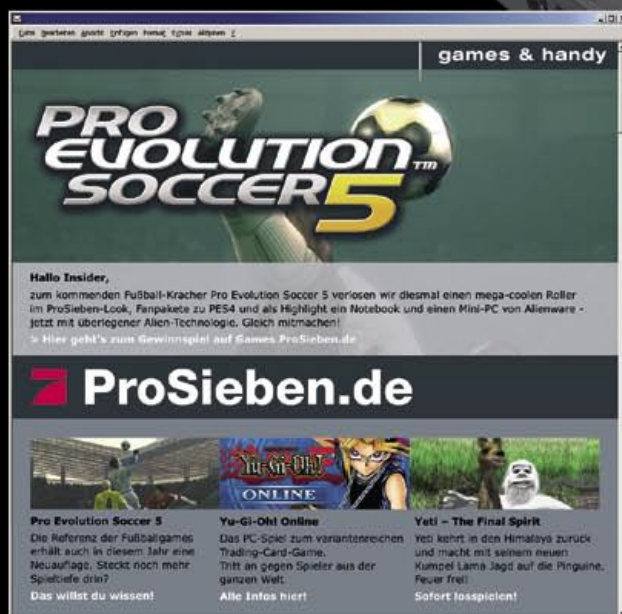 games & handy
PRO
EVOLUTION™
SOCCER 5
Hallo Insider,
zum kommenden Fußball-Kracher Pro Evolution Soccer 5 verlosen wir diesmal einen mega-coolen Roller
im ProSieben-Look, Fanpakete zu PES4 und als Highlight ein Notebook und einen Mini-PC von Alienware -
jetzt mit überlegener Alien-Technologie. Gleich mitmachen!
> Hier geht's zum Gewinnspiel auf Games.ProSieben.de
7 ProSieben.de
Yu-Gi-Oh!
ONLINE
Pro Evolution Soccer 5
Die Referenz der Fußballgames
erhält auch in diesem Jahr eine
Neuauflage. Steckt noch mehr
Spieltiefe drin?
Das willst du wissen!
Yu-Gi-Oh! Online
Das PC-Spiel zum variantenreichen
Trading-Card-Game.
Tritt an gegen Spieler aus der
ganzen Welt.
Alle Infos hier!
Yeti - The Final Spirit
Yeti kehrt in den Himalaya zurück
und macht mit seinem neuen
Kumpel Lama Jagd auf die Pinguine.
Feuer frei!
Sofort losspielen!